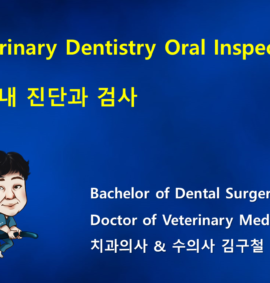 rinary Dentistry Oral Inspec
내 진단과 검사
Bachelor of Dental Surger
Doctor of Veterinary Med
치과의사 & 수의사 김구철